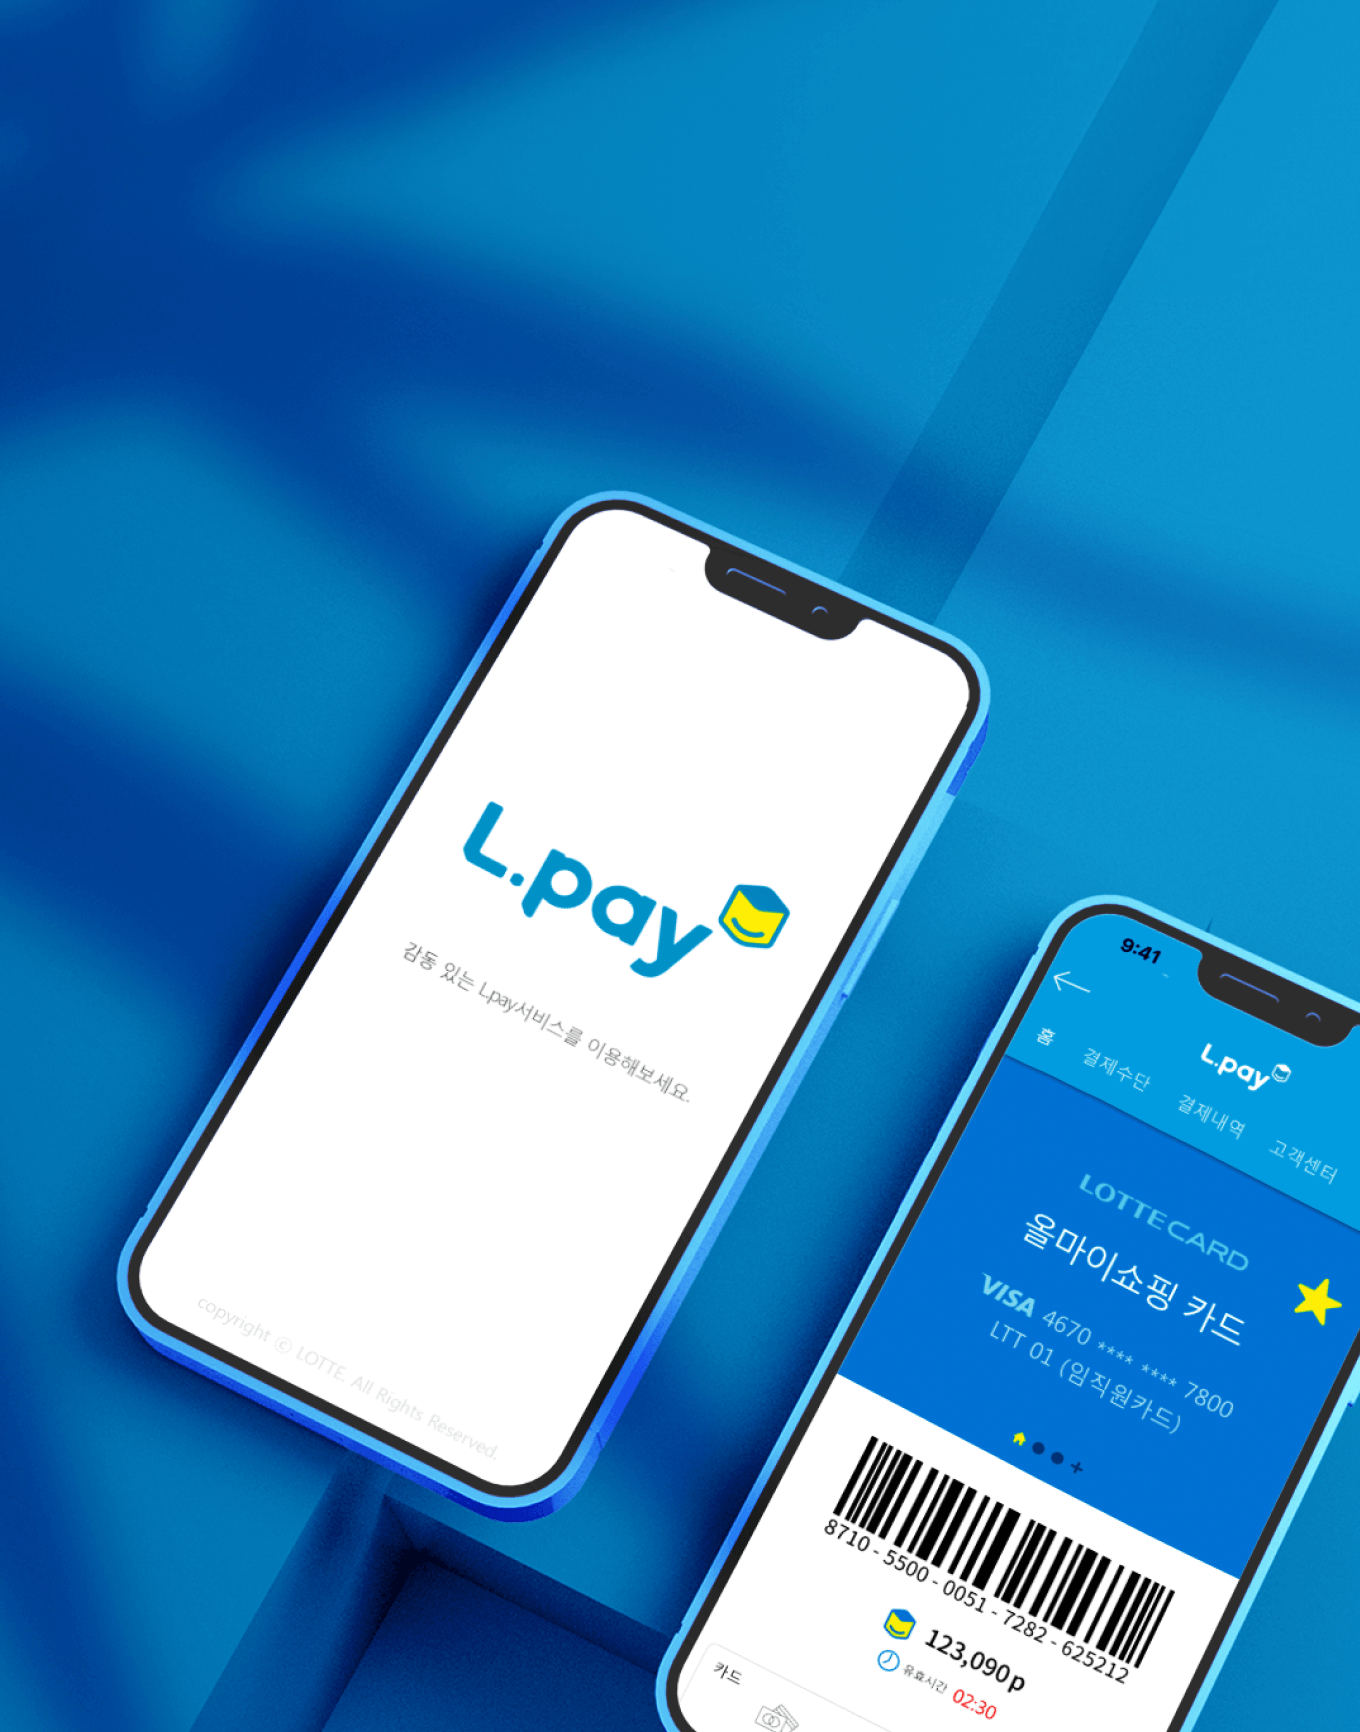 L.pay
감동 있는 L.pay서비스를 이용해보세요.
copyright ⓒ LOTTE. All Rights Reserved.
9:41
L.pay
홈 결제수단 결제내역 고객센터
LOTTECARD
올마이쇼핑 카드
VISA 4670 **** **** 7800
LTT 01 (임직원카드)
8710 - 5500 - 0051 - 7282 - 625212
123,090p
유효시간 02:30
카드